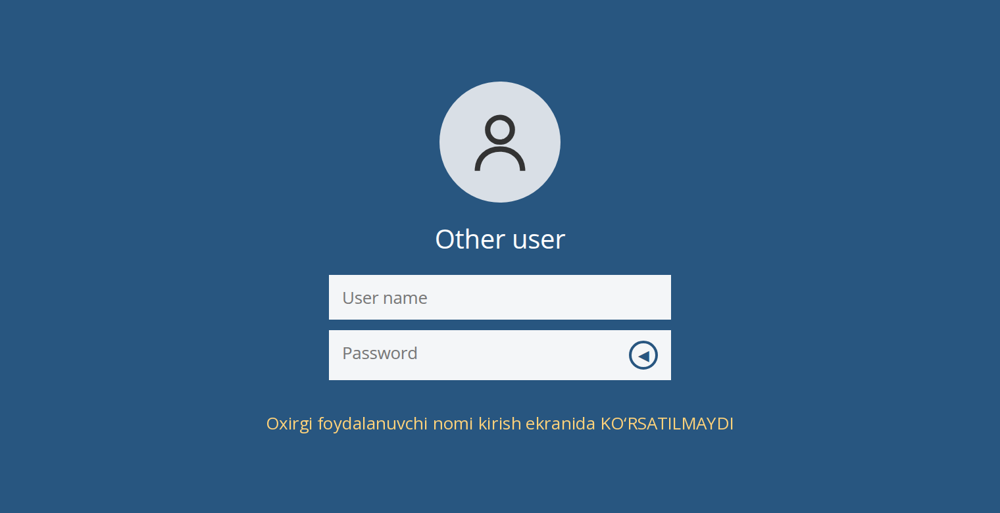 Other user
User name
Password
Oxirgi foydalanuvchi nomi kirish ekranida KO‘RSATILMAYDI